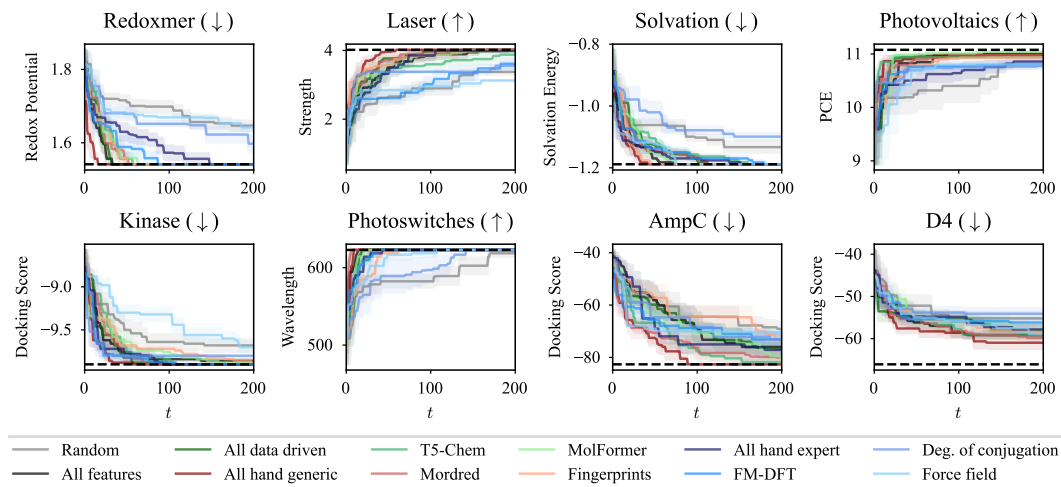 Redoxmer (↓)
Laser (↑)
Solvation (↓)
Photovoltaics (↑)
Redox Potential
1.8
1.6
0
100
200
Strength
4
2
0
100
200
Solvation Energy
−0.8
−1.0
−1.2
0
100
200
PCE
11
10
9
0
100
200
Kinase (↓)
Photoswitches (↑)
AmpC (↓)
D4 (↓)
Docking Score
−9.0
−9.5
0
100
200
t
Wavelength
600
500
0
100
200
t
Docking Score
−40
−60
−80
0
100
200
t
Docking Score
−40
−50
−60
0
100
200
t
Random
All data driven
T5-Chem
MolFormer
All hand expert
Deg. of conjugation
All features
All hand generic
Mordred
Fingerprints
FM-DFT
Force field